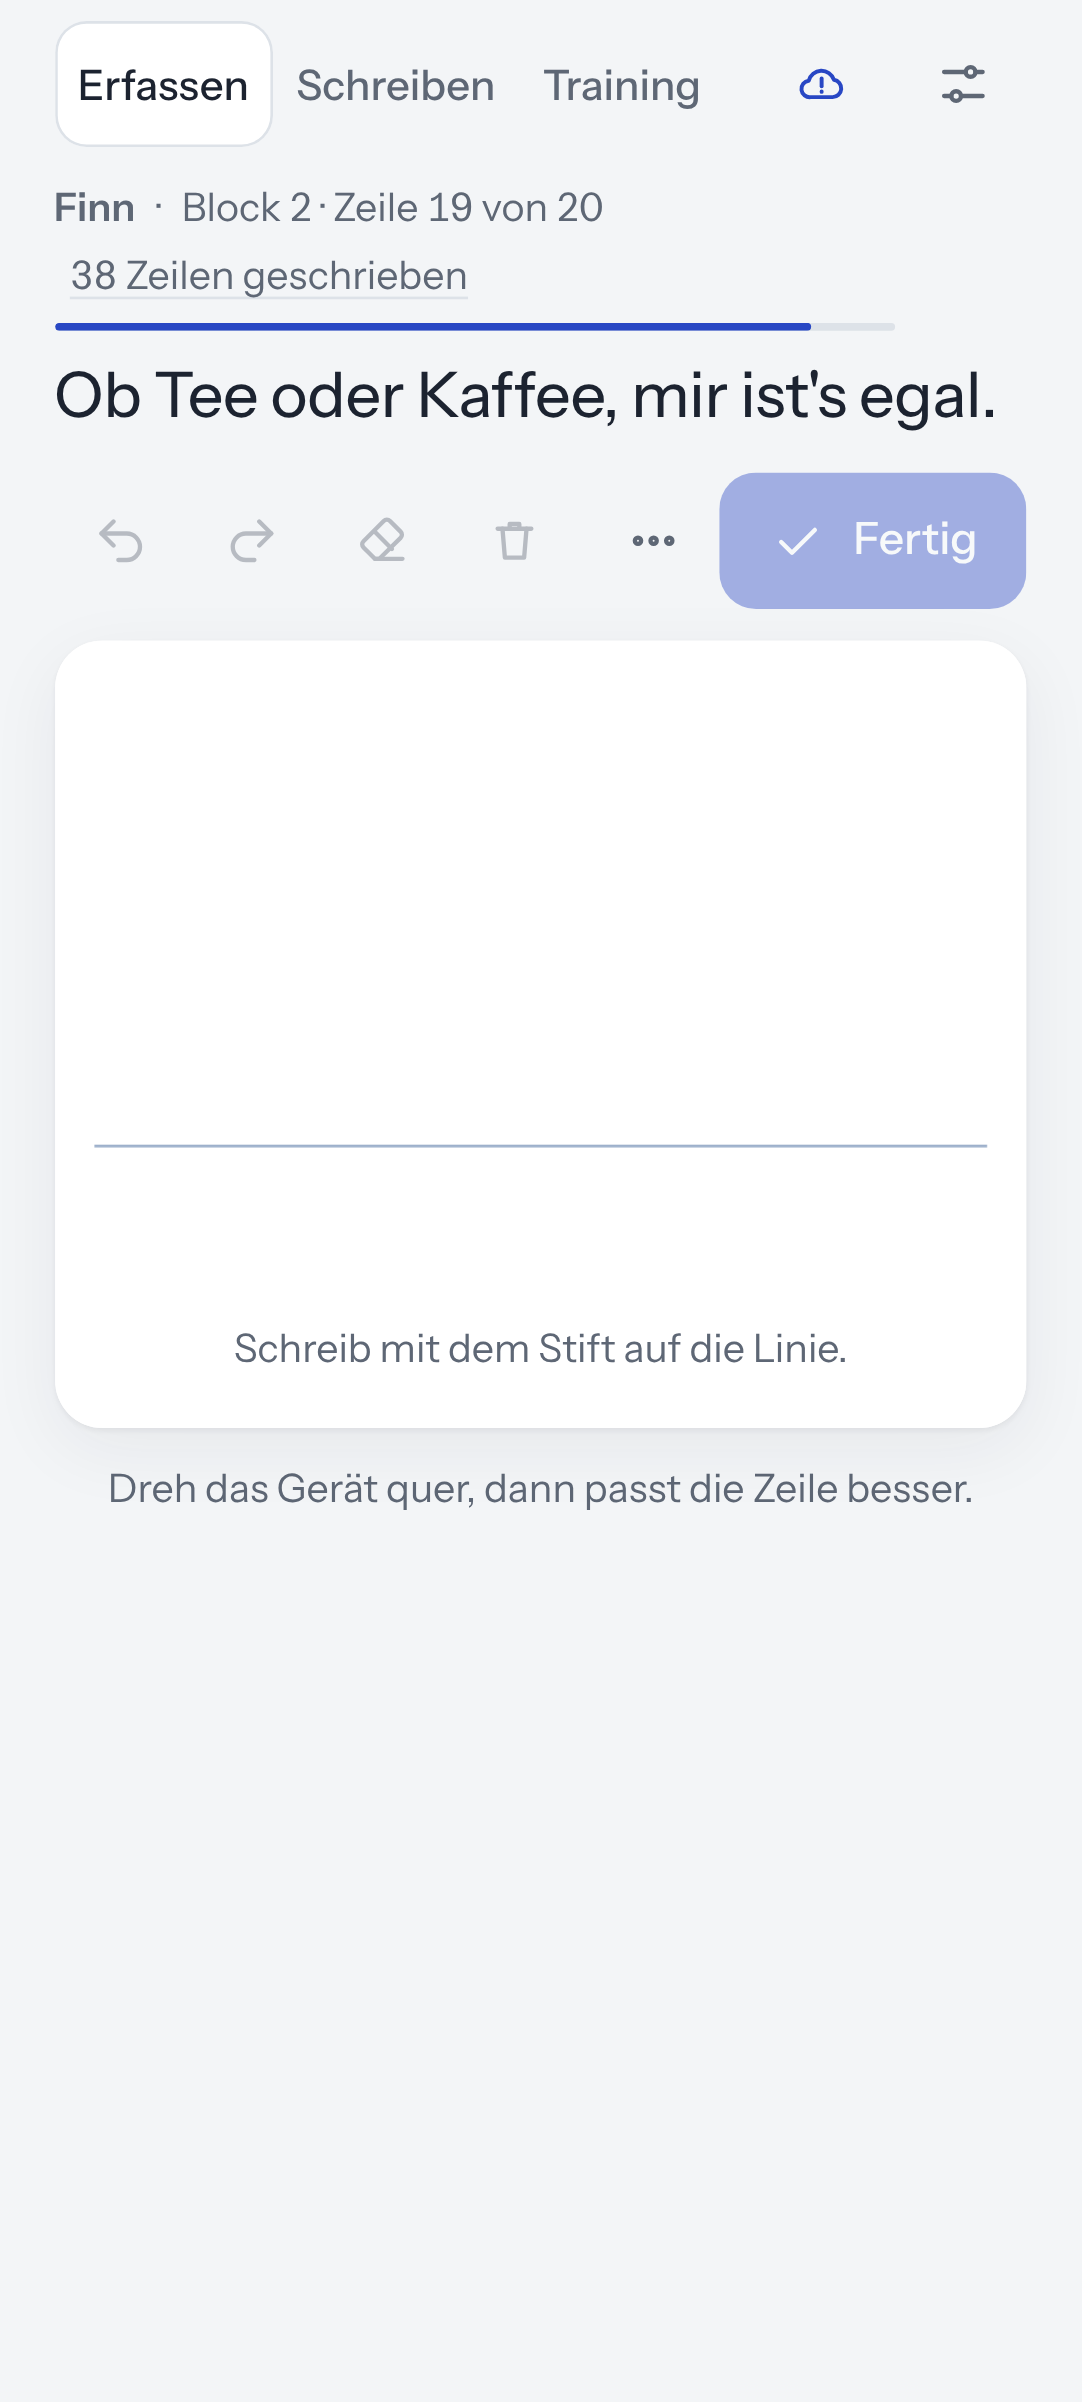 Erfassen Schreiben Training
Finn · Block 2 · Zeile 19 von 20
38 Zeilen geschrieben
Ob Tee oder Kaffee, mir ist's egal.
Fertig
Schreib mit dem Stift auf die Linie.
Dreh das Gerät quer, dann passt die Zeile besser.